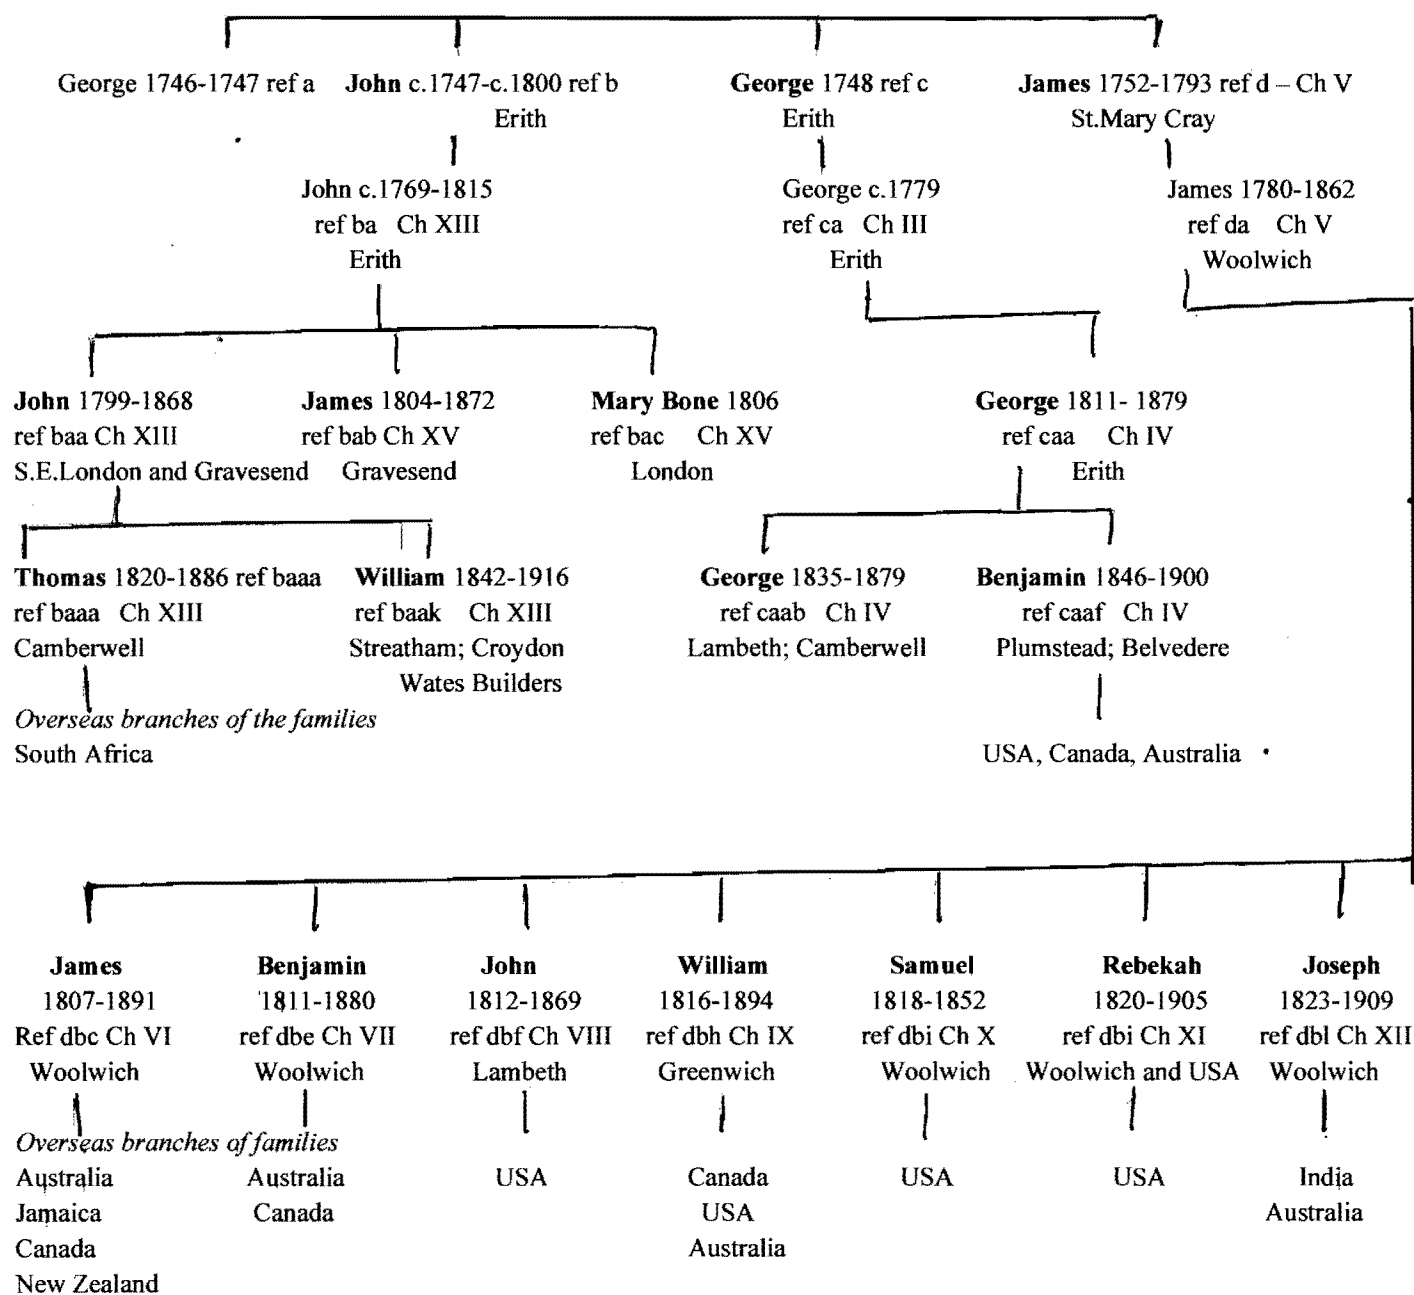 George 1746-1747 ref a John c.1747-c.1800 ref b George 1748 ref c James 1752-1793 ref d – Ch V
Erith Erith St.Mary Cray
John c.1769-1815 George c.1779 James 1780-1862
ref ba Ch XIII ref ca Ch III ref da Ch V
Erith Erith Woolwich
John 1799-1868 James 1804-1872 Mary Bone 1806 George 1811- 1879
ref baa Ch XIII ref bab Ch XV ref bac Ch XV ref caa Ch IV
S.E.London and Gravesend Gravesend London Erith
Thomas 1820-1886 ref baaa William 1842-1916 George 1835-1879 Benjamin 1846-1900
ref baaa Ch XIII ref baak Ch XIII ref caab Ch IV ref caaf Ch IV
Camberwell Streatham; Croydon Lambeth; Camberwell Plumstead; Belvedere
Wates Builders
Overseas branches of the families
South Africa USA, Canada, Australia
James Benjamin John William Samuel Rebekah Joseph
1807-1891 1811-1880 1812-1869 1816-1894 1818-1852 1820-1905 1823-1909
Ref dbc Ch VI ref dbe Ch VII ref dbf Ch VIII ref dbh Ch IX ref dbi Ch X ref dbi Ch XI ref dbl Ch XII
Woolwich Woolwich Lambeth Greenwich Woolwich Woolwich and USA Woolwich
Overseas branches of families
Australia Australia USA Canada USA USA India
Jamaica Canada USA Australia
Canada Australia
New Zealand